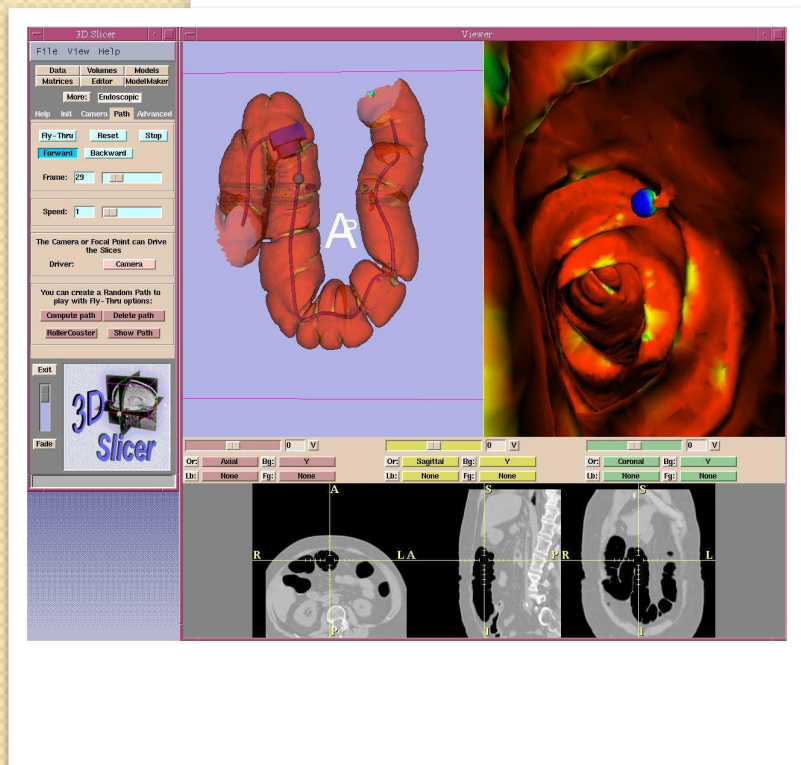 3D Slicer
File View Help
Data Volumes Models
Matrices Editor ModelMaker
More: Endoscopic
Help Init Camera Path Advanced
Fly-Thru Reset Stop
Forward Backward
Frame: 29
Speed: 1
The Camera or Focal Point can Drive
the Slices
Driver: Camera
You can create a Random Path to
play with Fly-Thru options:
Compute path Delete path
RollerCoaster Show Path
Exit
Fade
3D
Slicer
Viewer
A
P
0 V 0 V 0 V
Or: Axial Bg: Y Or: Sagittal Bg: Y Or: Coronal Bg: Y
Lb: None Fg: None Lb: None Fg: None Lb: None Fg: None
A S S
R L A P R L
P I I